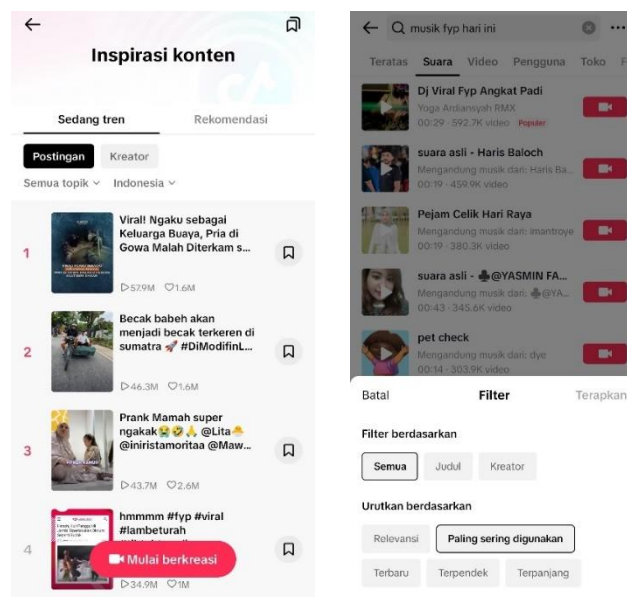 Inspirasi konten
Sedang tren
Rekomendasi
Postingan
Kreator
Semua topik
Indonesia
1
Viral! Ngaku sebagai
Keluarga Buaya, Pria di
Gowa Malah Diterkam s...
57.9M 1.6M
2
Becak babeh akan
menjadi becak terkeren di
sumatra 🚀 #DiModifinL...
46.3M 1.6M
3
Prank Mamah super
ngakak😭🤣🙏 @Lita🐣
@iniristamoritaa @Maw...
43.7M 2.6M
4
hmmmm #fyp #viral
#lambeturah
Mulai berkreasi
34.9M 1M
musik fyp hari ini
Teratas Suara Video Pengguna Toko F
Dj Viral Fyp Angkat Padi
Yoga Ardiansyah RMX
00:29 · 592.7K video Populer
suara asli - Haris Baloch
Mengandung musik dari: Haris Ba...
00:19 · 459.9K video
Pejam Celik Hari Raya
Mengandung musik dari: imantroye
00:19 · 380.3K video
suara asli - ♣@YASMIN FA...
Mengandung musik dari: ♣@YA...
00:43 · 345.6K video
pet check
Mengandung musik dari: dye
00:14 · 303.9K video
Batal
Filter
Terapkan
Filter berdasarkan
Semua Judul Kreator
Urutkan berdasarkan
Relevansi Paling sering digunakan
Terbaru Terpendek Terpanjang